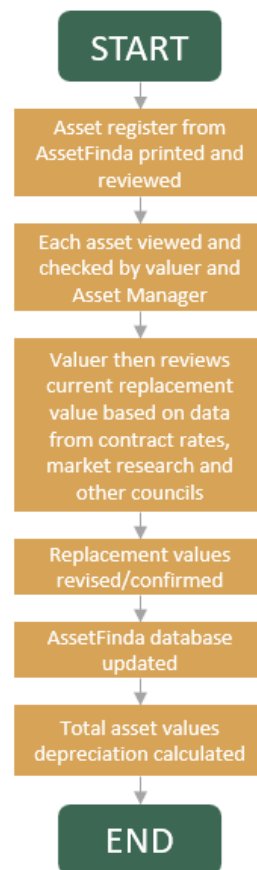 START
Asset register from
AssetFinda printed and
reviewed
Each asset viewed and
checked by valuer and
Asset Manager
Valuer then reviews
current replacement
value based on data
from contract rates,
market research and
other councils
Replacement values
revised/confirmed
AssetFinda database
updated
Total asset values
depreciation calculated
END